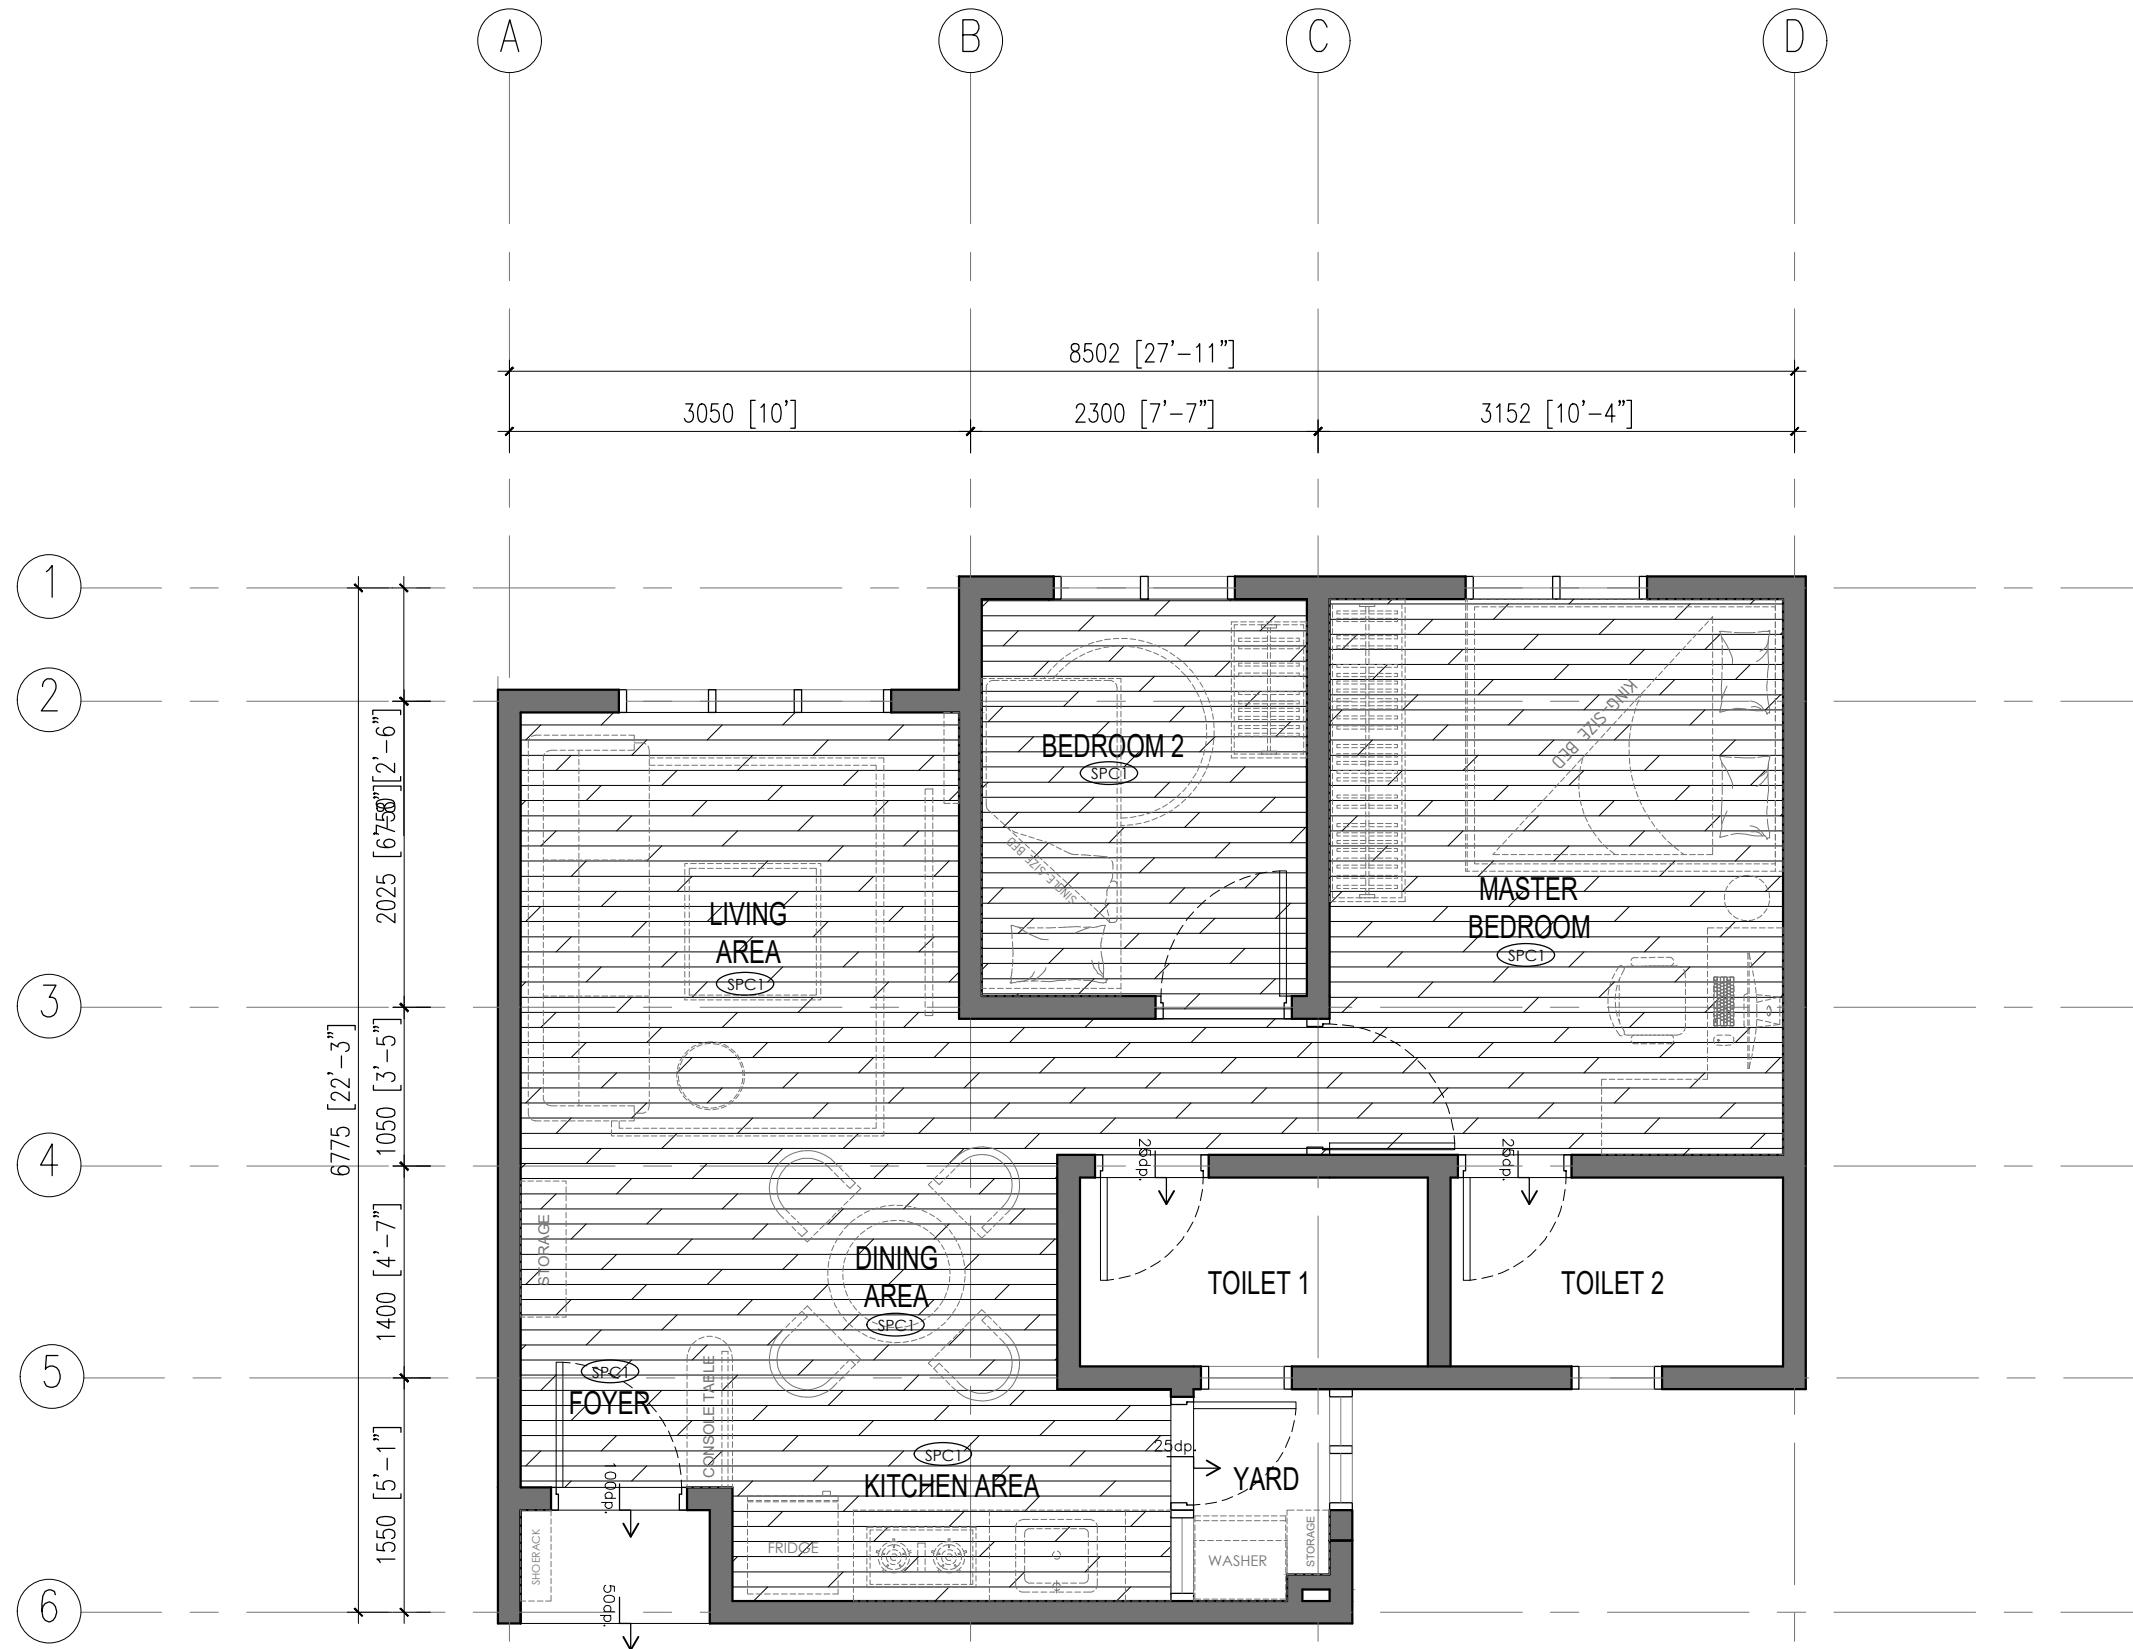 A
B
C
D
8502 [27'-11"]
3050 [10']
2300 [7'-7"]
3152 [10'-4"]
1
2
3
4
5
6
750 [2'-6"]
2025 [6'-8"]
1050 [3'-5"]
1400 [4'-7"]
1550 [5'-1"]
6775 [22'-3"]
BEDROOM 2
SPC1
SINGLE SIZE BED
KING-SIZE BED
MASTER
BEDROOM
SPC1
LIVING
AREA
SPC1
25dp.
25dp.
STORAGE
DINING
AREA
SPC1
TOILET 1
TOILET 2
SPC1
FOYER
CONSOLE TABLE
SPC1
KITCHEN AREA
25dp.
YARD
100dp.
SHOERACK
FRIDGE
WASHER
STORAGE
50dp.